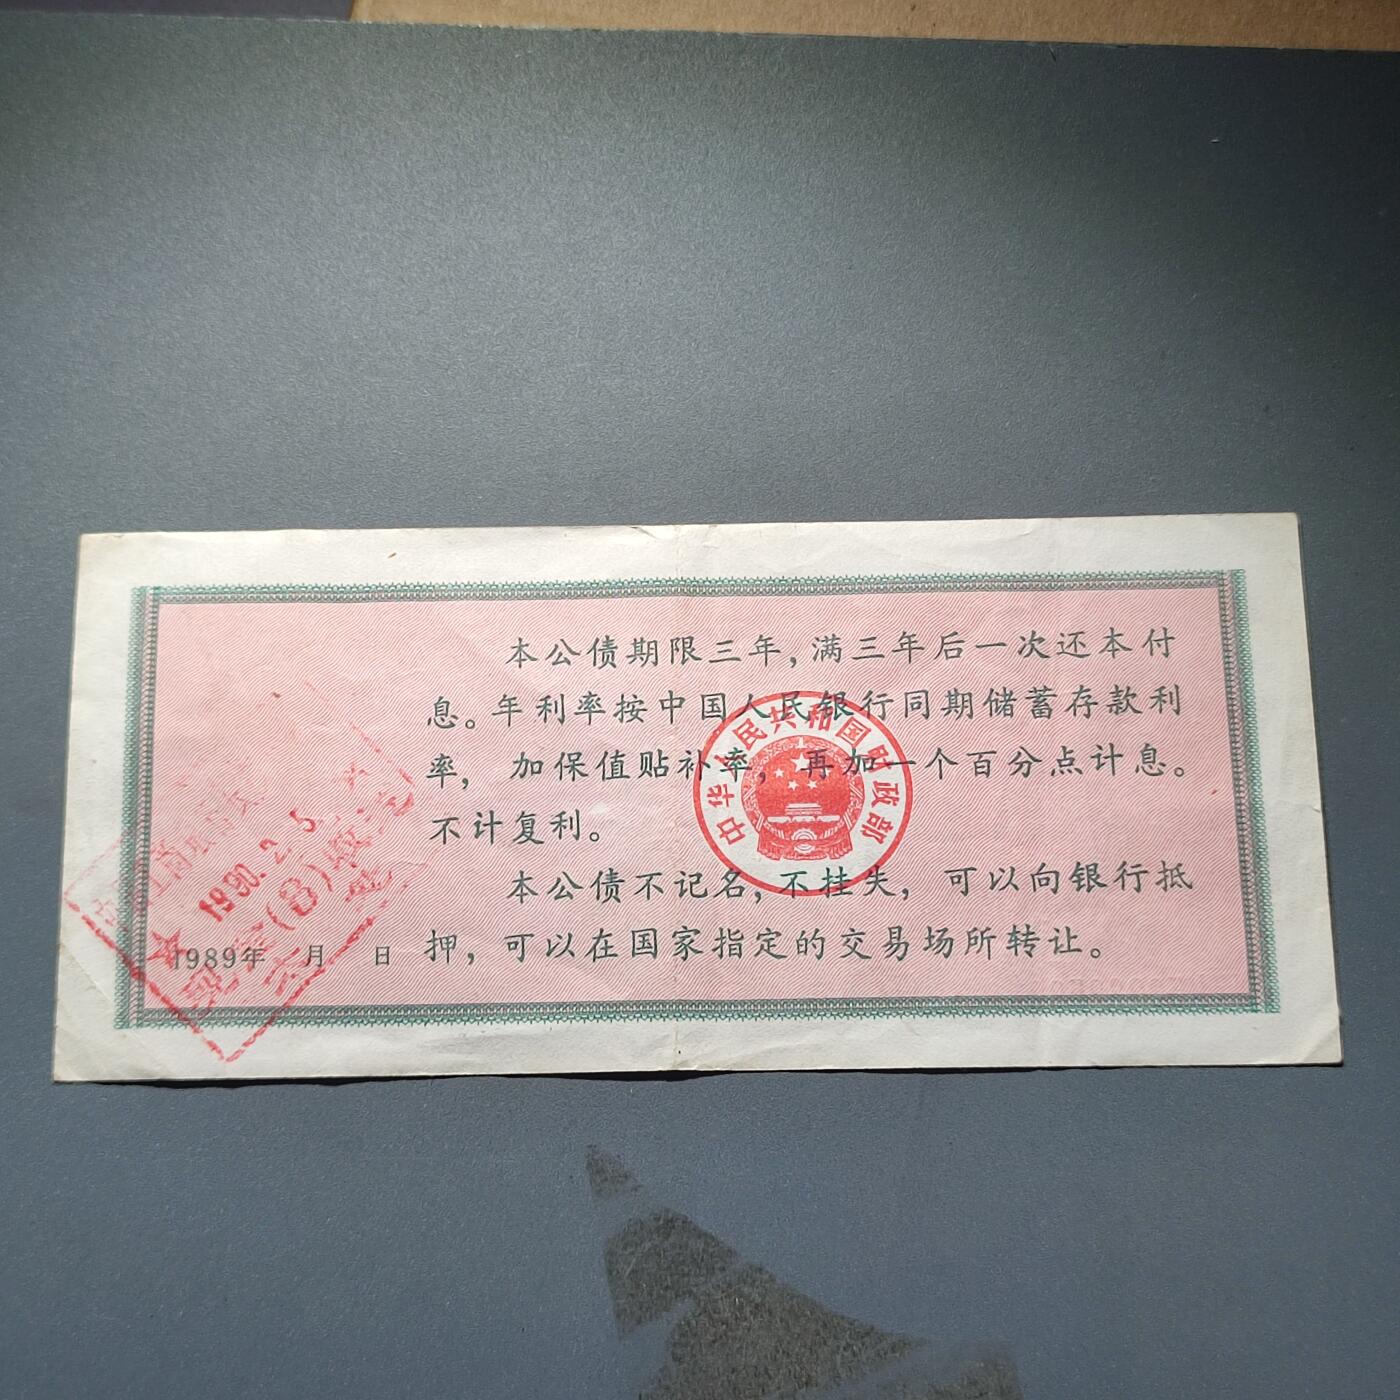 本公债期限三年，满三年后一次还本付
息。年利率按中国人民银行同期储蓄存款利
率，加保值贴补率，再加一个百分点计息。
不计复利。
本公债不记名，不挂失，可以向银行抵
押，可以在国家指定的交易场所转让。
中华人民共和国财政部
1990. 2. 5
(8)
1989年 月 日